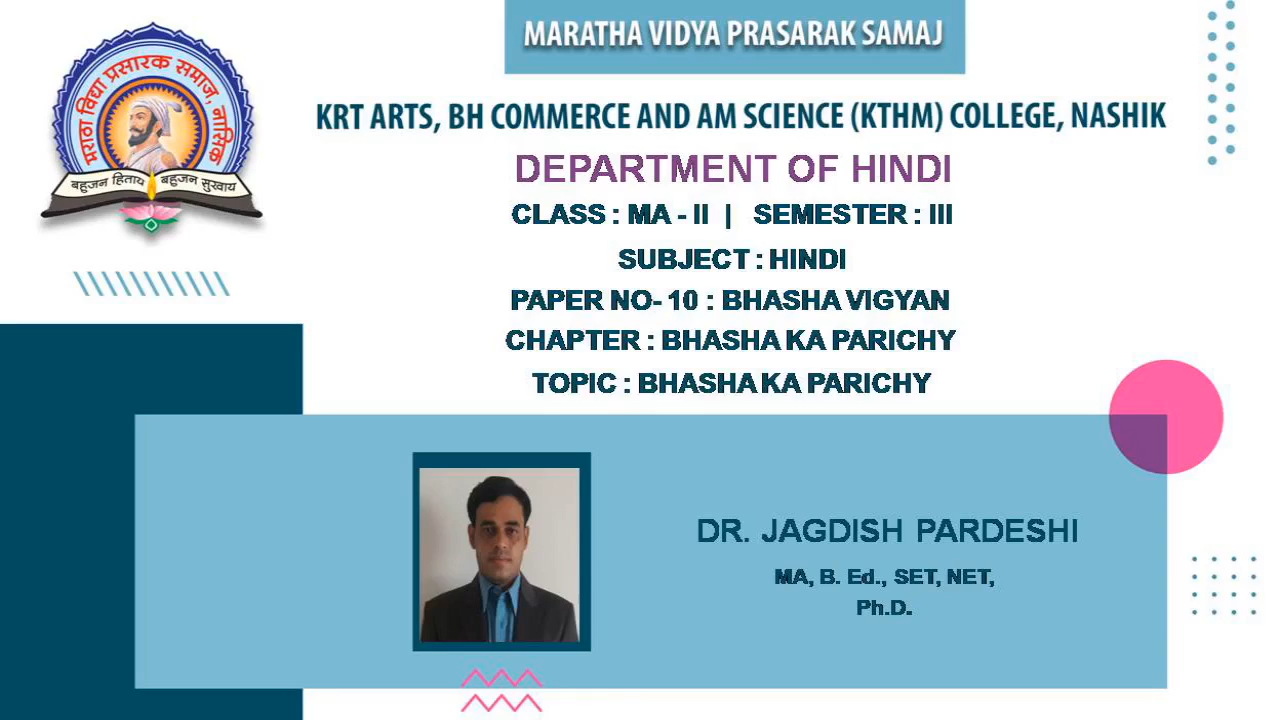 MARATHA VIDYA PRASARAK SAMAJ
मराठा विद्या प्रसारक समाज, नाशिक
बहुजन हिताय बहुजन सुखाय
KRT ARTS, BH COMMERCE AND AM SCIENCE (KTHM) COLLEGE, NASHIK
DEPARTMENT OF HINDI
CLASS : MA - II | SEMESTER : III
SUBJECT : HINDI
PAPER NO- 10 : BHASHA VIGYAN
CHAPTER : BHASHA KA PARICHY
TOPIC : BHASHA KA PARICHY
DR. JAGDISH PARDESHI
MA, B. Ed., SET, NET,
Ph.D.